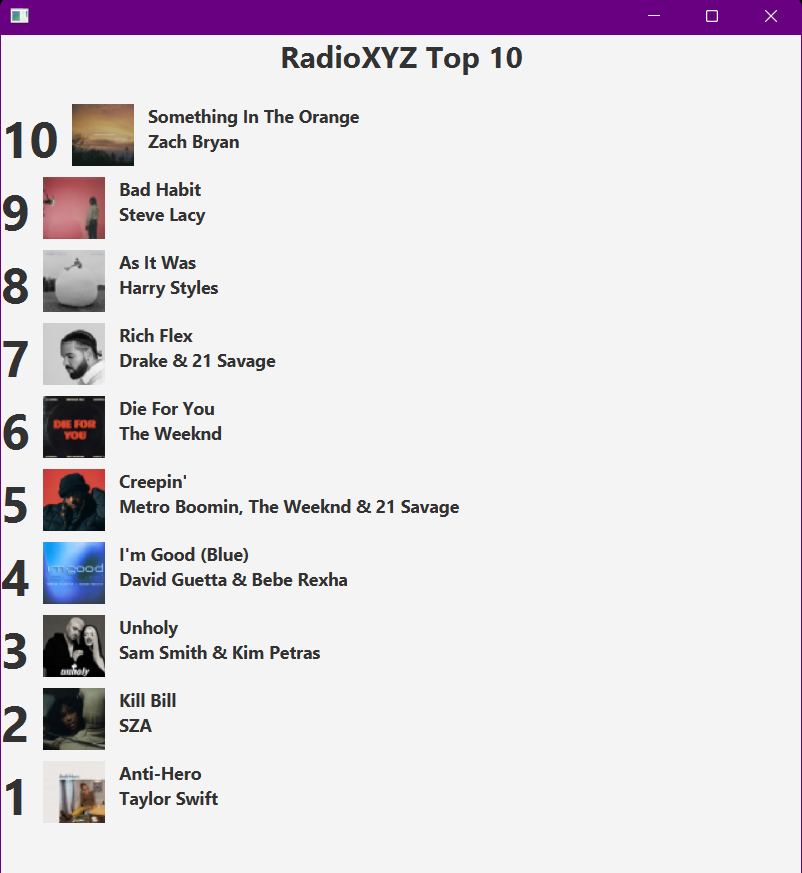 RadioXYZ Top 10
10
Something In The Orange
Zach Bryan
9
Bad Habit
Steve Lacy
8
As It Was
Harry Styles
7
Rich Flex
Drake & 21 Savage
6
DIE FOR
YOU
Die For You
The Weeknd
5
Creepin'
Metro Boomin, The Weeknd & 21 Savage
4
i'm good
I'm Good (Blue)
David Guetta & Bebe Rexha
3
unholy
Unholy
Sam Smith & Kim Petras
2
Kill Bill
SZA
1
Anti-Hero
Taylor Swift